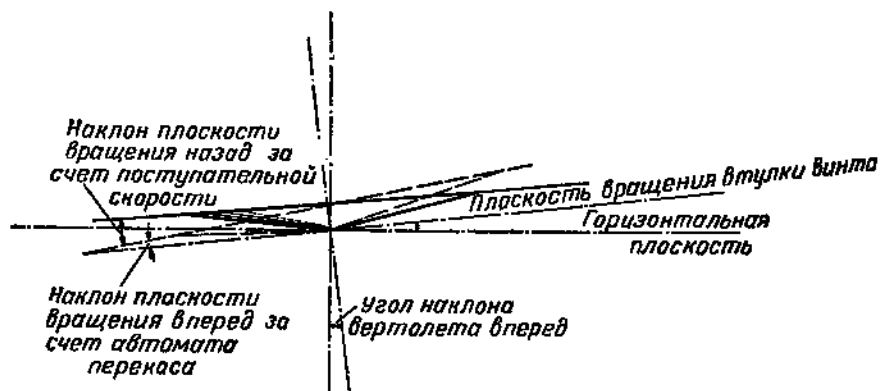 Наклон плоскости
вращения назад за
счет поступательной
скорости
Плоскость вращения втулки винта
Горизонтальная
плоскость
Наклон плоскости
вращения вперед за
счет автомата
перекоса
Угол наклона
вертолета вперед